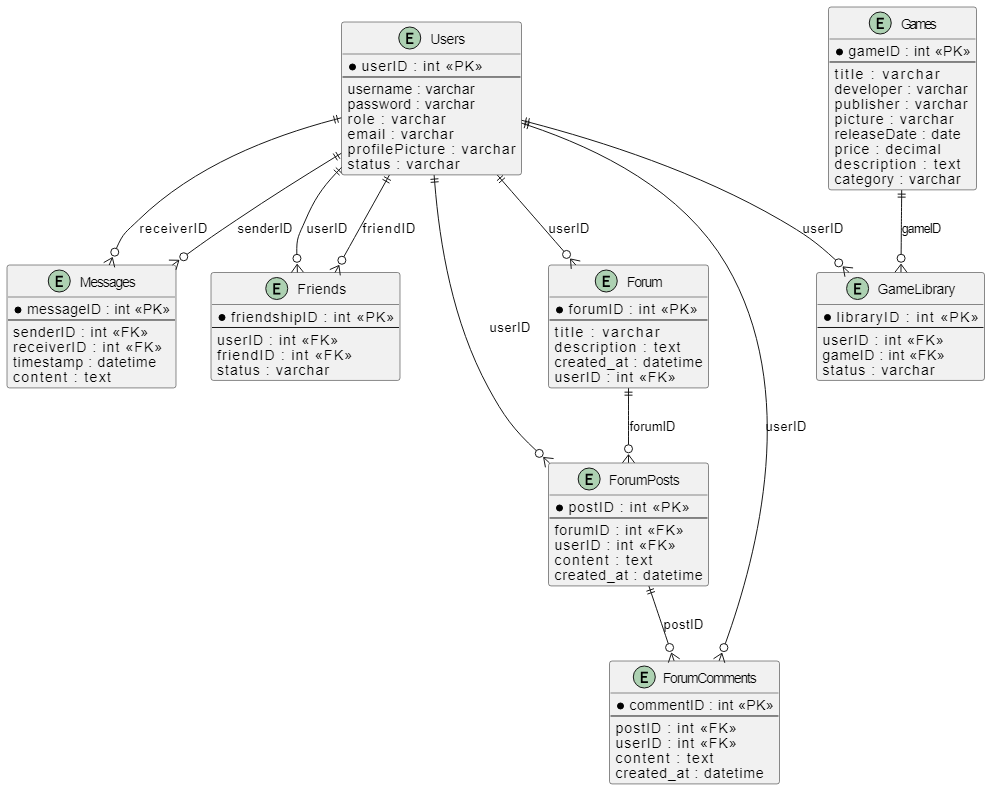 E Users
userID : int «PK»
username : varchar
password : varchar
role : varchar
email : varchar
profilePicture : varchar
status : varchar
E Games
gameID : int «PK»
title : varchar
developer : varchar
publisher : varchar
picture : varchar
releaseDate : date
price : decimal
description : text
category : varchar
receiverID
senderID
userID
friendID
userID
userID
gameID
E Messages
messageID : int «PK»
senderID : int «FK»
receiverID : int «FK»
timestamp : datetime
content : text
E Friends
friendshipID : int «PK»
userID : int «FK»
friendID : int «FK»
status : varchar
userID
E Forum
forumID : int «PK»
title : varchar
description : text
created_at : datetime
userID : int «FK»
E GameLibrary
libraryID : int «PK»
userID : int «FK»
gameID : int «FK»
status : varchar
forumID
userID
E ForumPosts
postID : int «PK»
forumID : int «FK»
userID : int «FK»
content : text
created_at : datetime
postID
E ForumComments
commentID : int «PK»
postID : int «FK»
userID : int «FK»
content : text
created_at : datetime